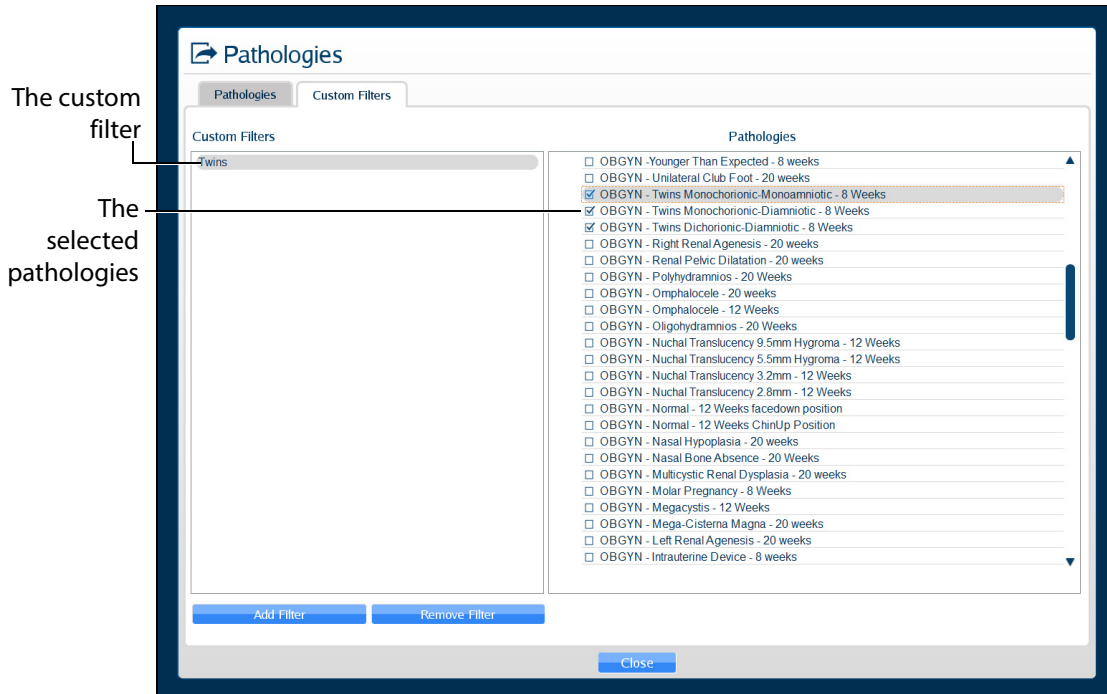 Pathologies
Pathologies
Custom Filters
The custom
filter
Custom Filters
Pathologies
Twins
OBGYN -Younger Than Expected - 8 weeks
OBGYN - Unilateral Club Foot - 20 weeks
OBGYN - Twins Monochorionic-Monoamniotic - 8 Weeks
The
selected
pathologies
OBGYN - Twins Monochorionic-Diamniotic - 8 Weeks
OBGYN - Twins Dichorionic-Diamniotic - 8 Weeks
OBGYN - Right Renal Agenesis - 20 weeks
OBGYN - Renal Pelvic Dilatation - 20 weeks
OBGYN - Polyhydramnios - 20 Weeks
OBGYN - Omphalocele - 20 weeks
OBGYN - Omphalocele - 12 Weeks
OBGYN - Oligohydramnios - 20 Weeks
OBGYN - Nuchal Translucency 9.5mm Hygroma - 12 Weeks
OBGYN - Nuchal Translucency 5.5mm Hygroma - 12 Weeks
OBGYN - Nuchal Translucency 3.2mm - 12 Weeks
OBGYN - Nuchal Translucency 2.8mm - 12 Weeks
OBGYN - Normal - 12 Weeks facedown position
OBGYN - Normal - 12 Weeks ChinUp Position
OBGYN - Nasal Hypoplasia - 20 weeks
OBGYN - Nasal Bone Absence - 20 Weeks
OBGYN - Multicystic Renal Dysplasia - 20 weeks
OBGYN - Molar Pregnancy - 8 Weeks
OBGYN - Megacystis - 12 Weeks
OBGYN - Mega-Cisterna Magna - 20 weeks
OBGYN - Left Renal Agenesis - 20 weeks
OBGYN - Intrauterine Device - 8 weeks
Add Filter
Remove Filter
Close